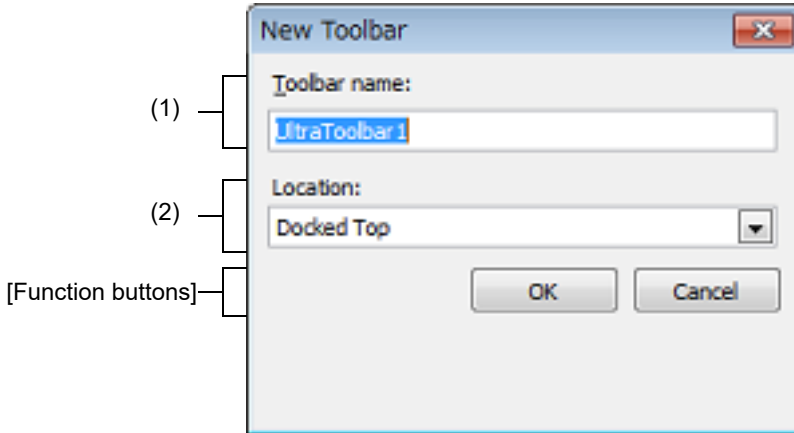 New Toolbar
(1)
Toolbar name:
UltraToolbar1
(2)
Location:
Docked Top
[Function buttons]
OK
Cancel